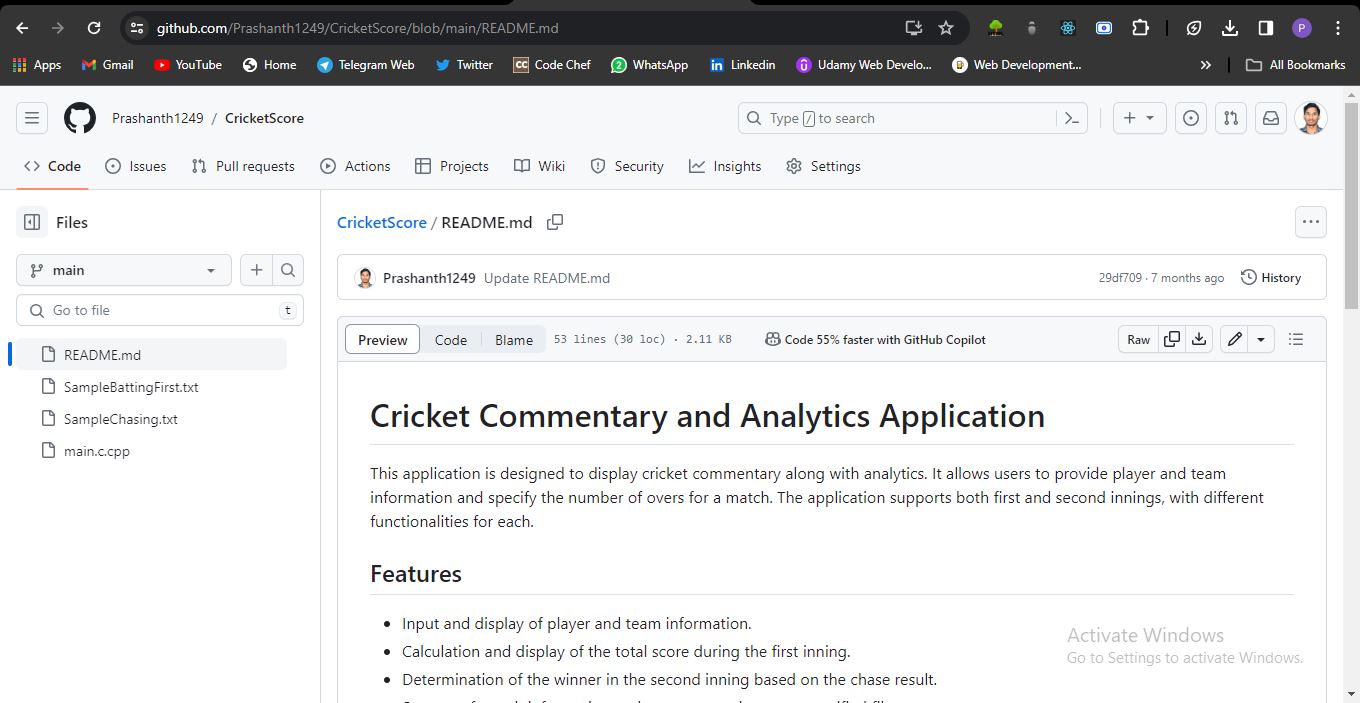 github.com/Prashanth1249/CricketScore/blob/main/README.md
P
Apps Gmail YouTube Home Telegram Web Twitter CC Code Chef 2 WhatsApp in Linkedin Udamy Web Develo... Web Development... » All Bookmarks
Prashanth1249 / CricketScore Type / to search
Code Issues Pull requests Actions Projects Wiki Security Insights Settings
Files
main
Go to file t
README.md
SampleBattingFirst.txt
SampleChasing.txt
main.c.cpp
CricketScore / README.md
Prashanth1249 Update README.md 29df709 · 7 months ago History
Preview Code Blame 53 lines (30 loc) · 2.11 KB Code 55% faster with GitHub Copilot Raw
Cricket Commentary and Analytics Application
This application is designed to display cricket commentary along with analytics. It allows users to provide player and team
information and specify the number of overs for a match. The application supports both first and second innings, with different
functionalities for each.
Features
• Input and display of player and team information.
• Calculation and display of the total score during the first inning.
• Determination of the winner in the second inning based on the chase result.
Activate Windows
Go to Settings to activate Windows.